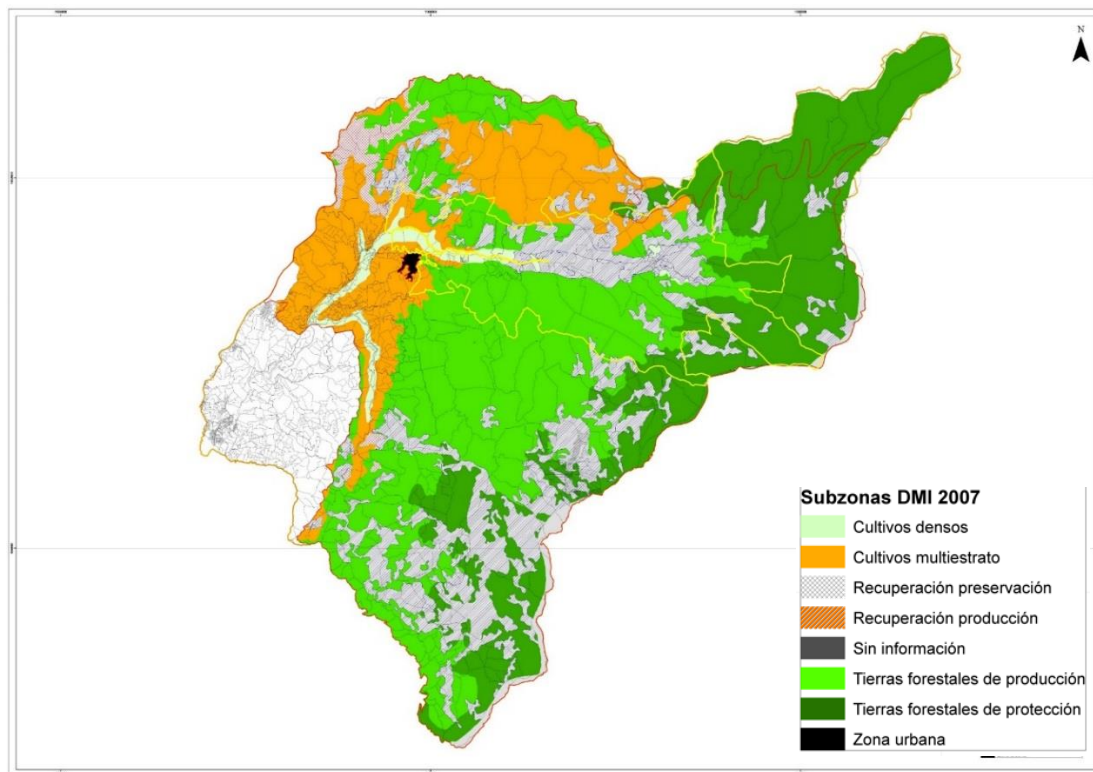 N
Subzonas DMI 2007
Cultivos densos
Cultivos multiestrato
Recuperación preservación
Recuperación producción
Sin información
Tierras forestales de producción
Tierras forestales de protección
Zona urbana